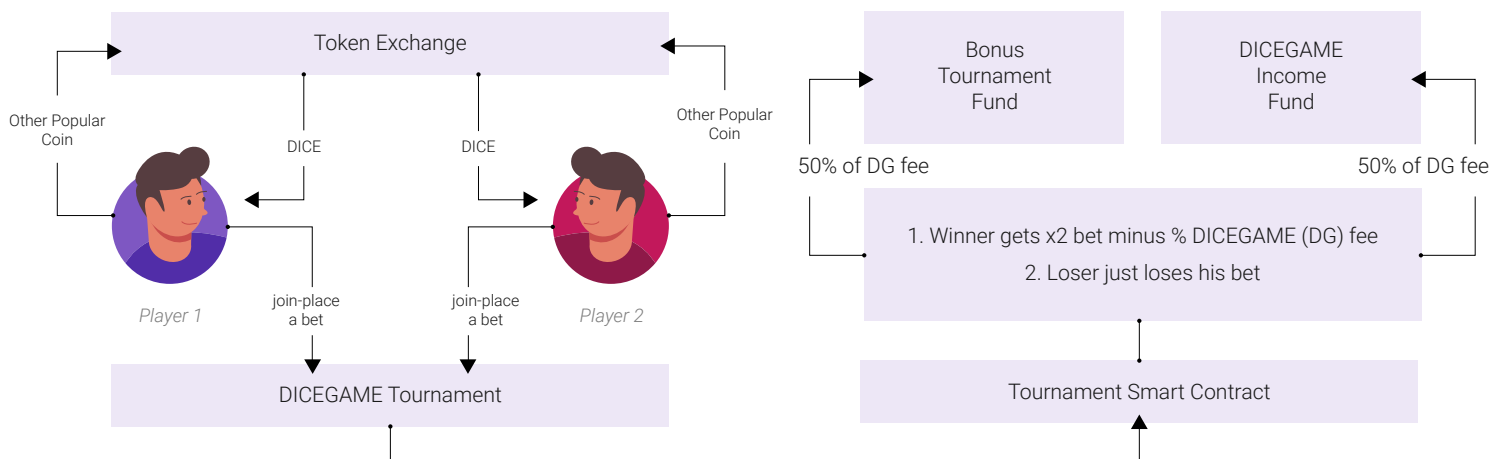 Token Exchange
Other Popular
Coin
DICE
DICE
Other Popular
Coin
Player 1
join-place
a bet
join-place
a bet
Player 2
DICEGAME Tournament
Bonus
Tournament
Fund
DICEGAME
Income
Fund
50% of DG fee
50% of DG fee
1. Winner gets x2 bet minus % DICEGAME (DG) fee
2. Loser just loses his bet
Tournament Smart Contract